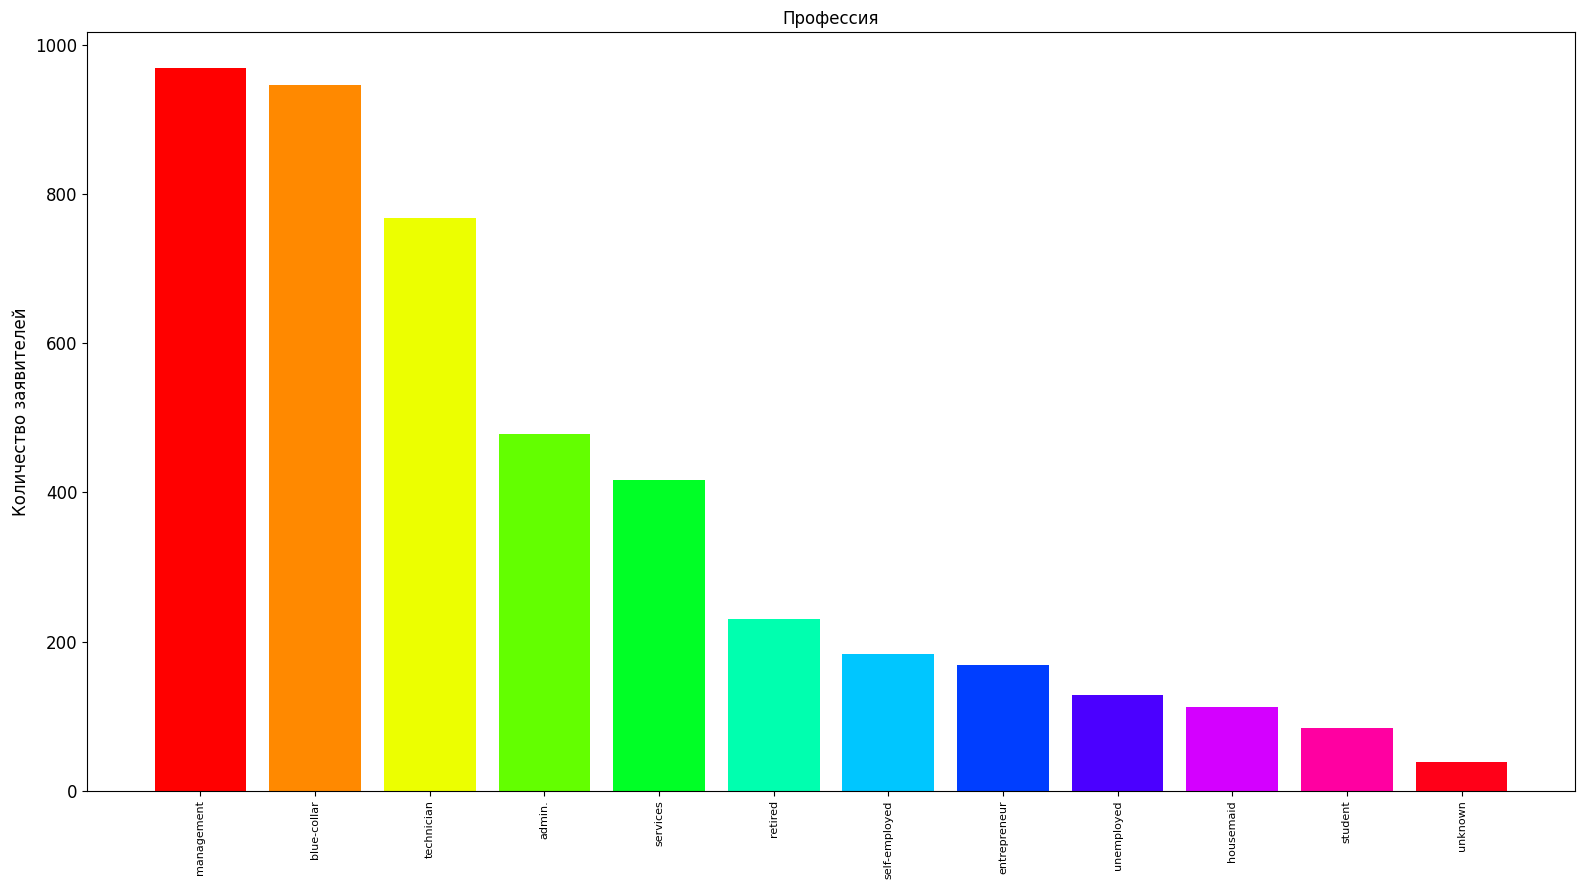 Профессия
Количество заявителей
1000
800
600
400
200
0
management
blue-collar
technician
admin.
services
retired
self-employed
entrepreneur
unemployed
housemaid
student
unknown